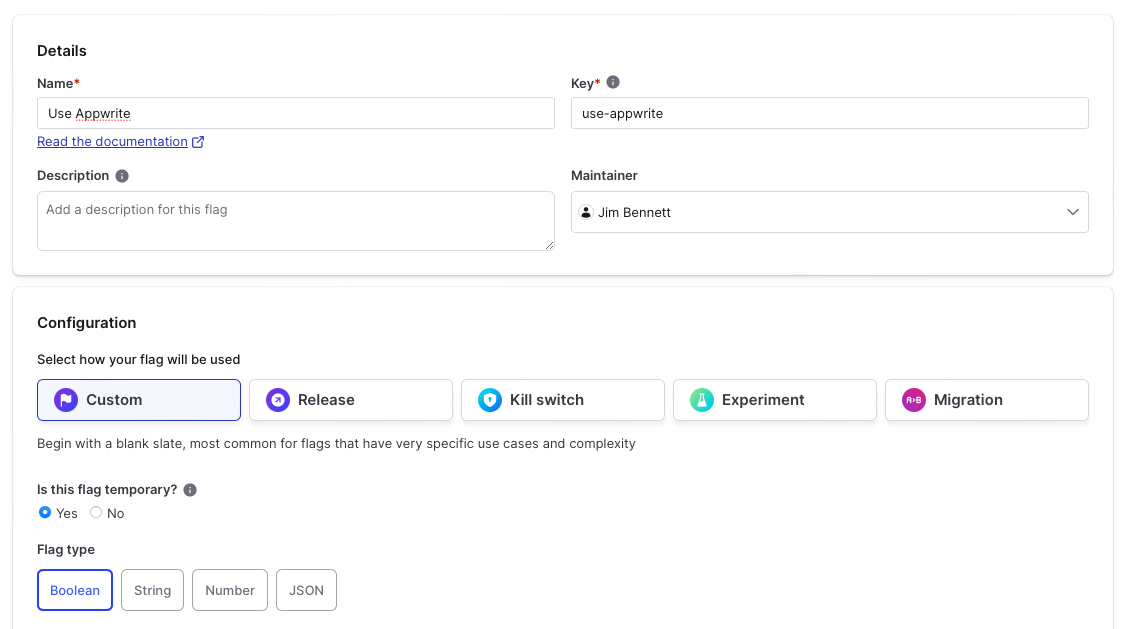 Details
Name* Key*
Use Appwrite use-appwrite
Read the documentation
Description Maintainer
Add a description for this flag Jim Bennett
Configuration
Select how your flag will be used
Custom Release Kill switch Experiment Migration
Begin with a blank slate, most common for flags that have very specific use cases and complexity
Is this flag temporary?
Yes No
Flag type
Boolean String Number JSON